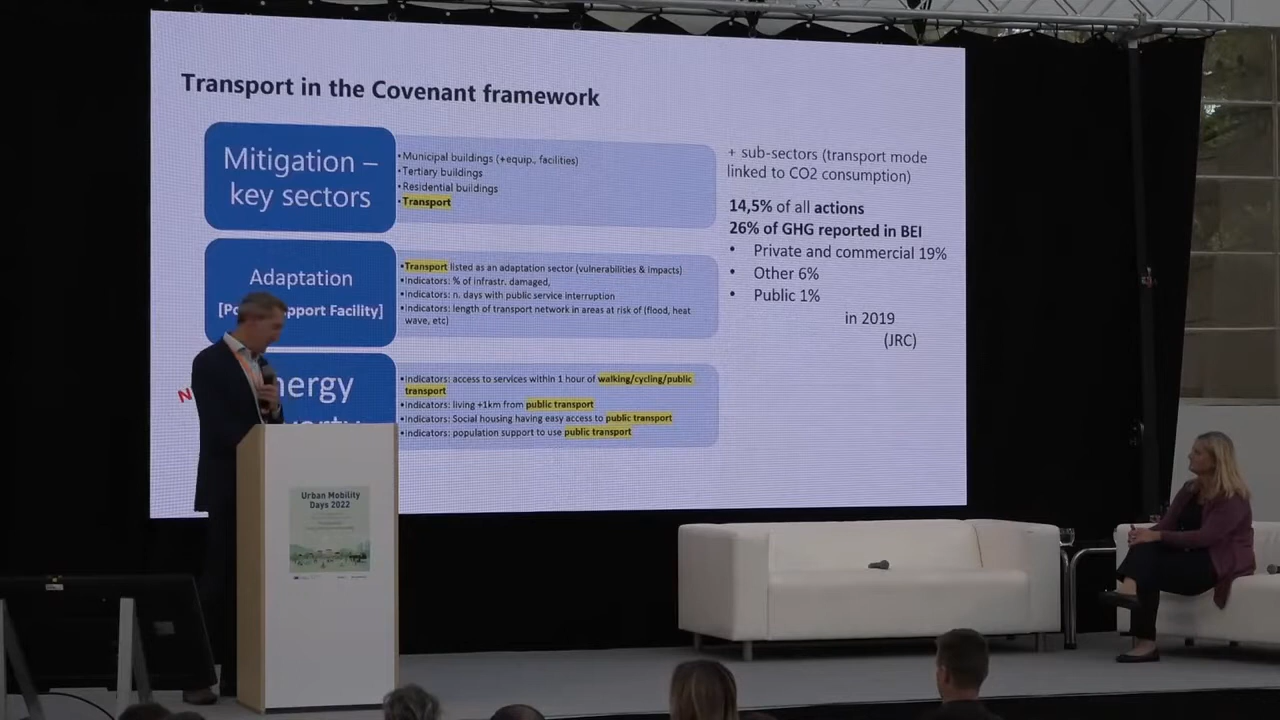 Transport in the Covenant framework
Mitigation –
key sectors
•Municipal buildings (+equip., facilities)
•Tertiary buildings
•Residential buildings
•Transport
Adaptation
[Po
pport Facility]
•Transport listed as an adaptation sector (vulnerabilities & impacts)
•Indicators: % of infrastr. damaged,
•Indicators: n. days with public service interruption
•Indicators: length of transport network in areas at risk of (flood, heat
wave, etc)
N
nergy
•Indicators: access to services within 1 hour of walking/cycling/public
transport
•Indicators: living +1km from public transport
•Indicators: Social housing having easy access to public transport
•Indicators: population support to use public transport
+ sub-sectors (transport mode
linked to CO2 consumption)
14,5% of all actions
26% of GHG reported in BEI
• Private and commercial 19%
• Other 6%
• Public 1%
in 2019
(JRC)
Urban Mobility
Days 2022